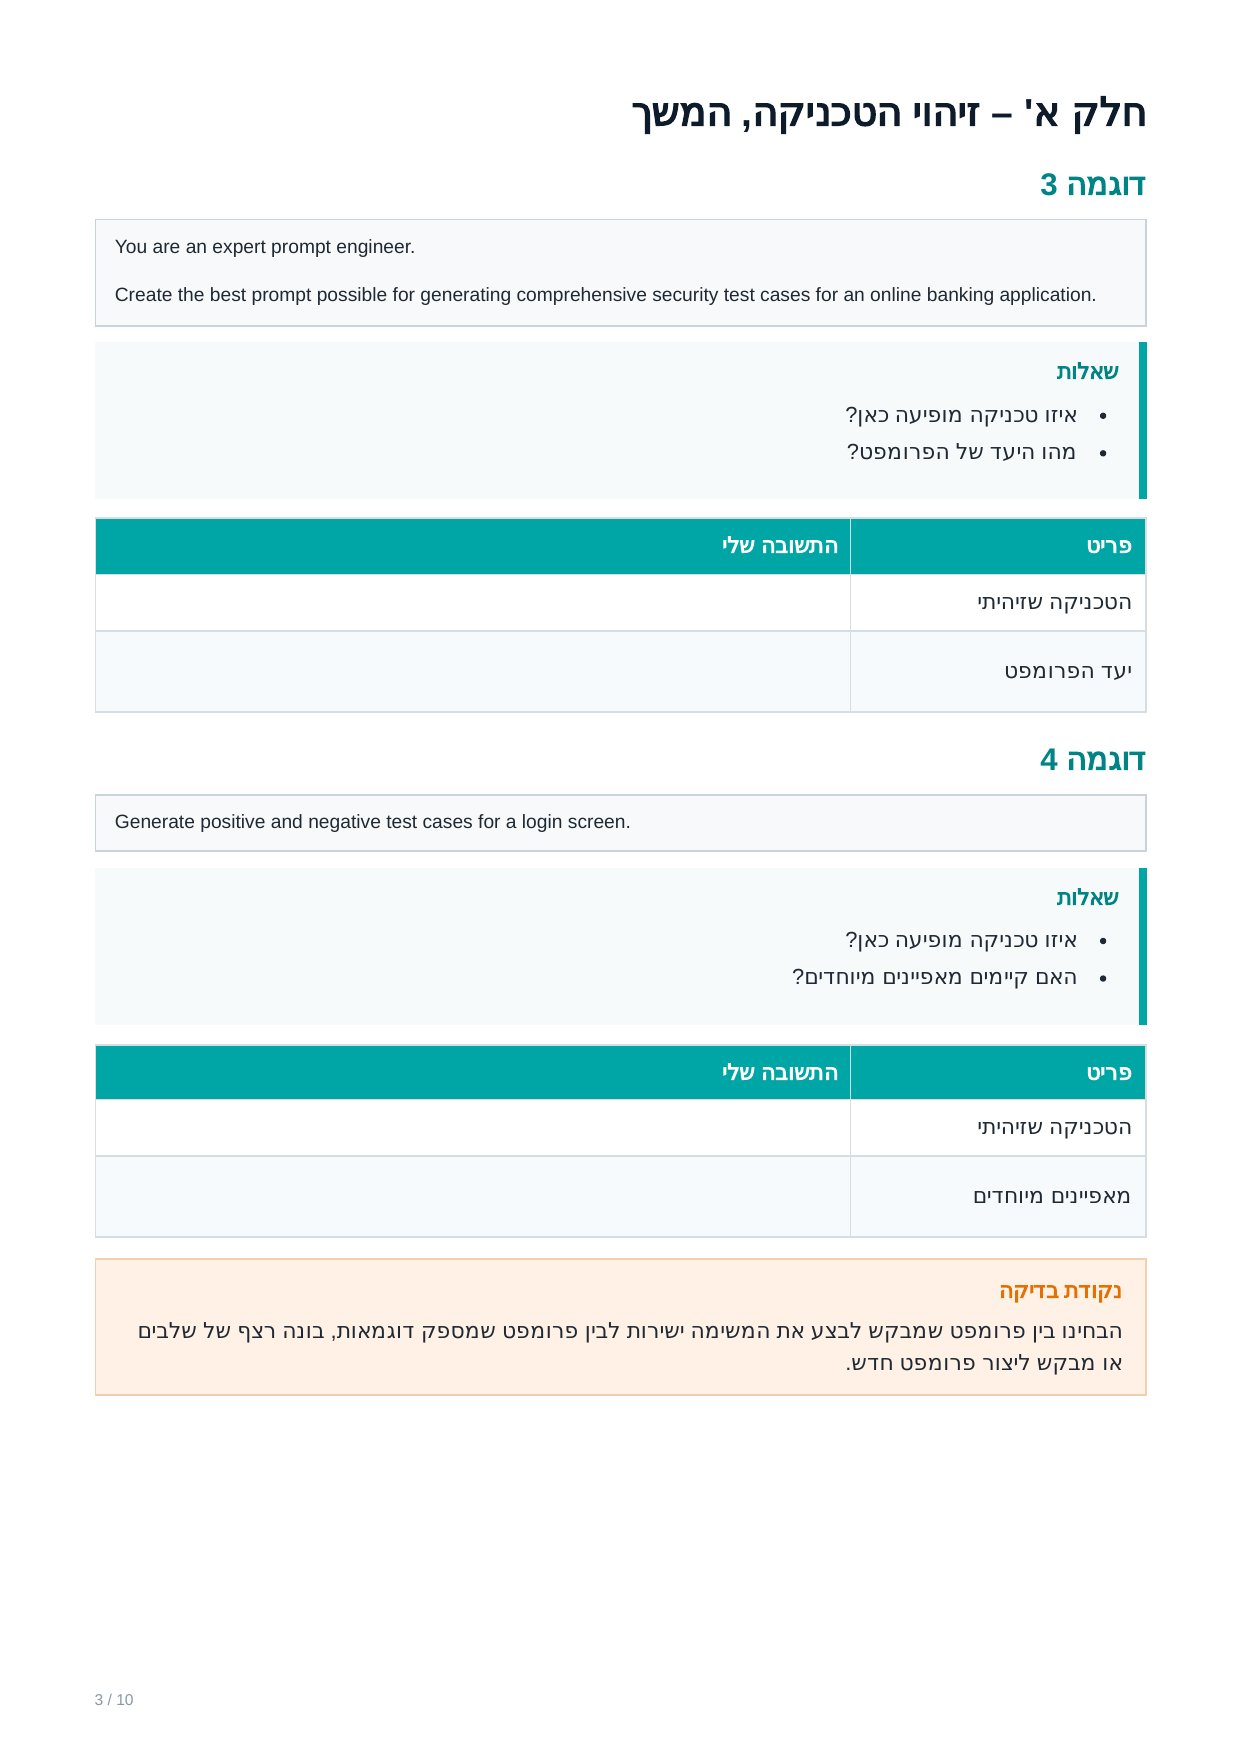 חלק א' – זיהוי הטכניקה, המשך
דוגמה 3
You are an expert prompt engineer.
Create the best prompt possible for generating comprehensive security test cases for an online banking application.
שאלות
• איזו טכניקה מופיעה כאן?
• מהו היעד של הפרומפט?
פריט התשובה שלי
הטכניקה שזיהיתי
יעד הפרומפט
דוגמה 4
Generate positive and negative test cases for a login screen.
שאלות
• איזו טכניקה מופיעה כאן?
• האם קיימים מאפיינים מיוחדים?
פריט התשובה שלי
הטכניקה שזיהיתי
מאפיינים מיוחדים
נקודת בדיקה
הבחינו בין פרומפט שמבקש לבצע את המשימה ישירות לבין פרומפט שמספק דוגמאות, בונה רצף של שלבים
או מבקש ליצור פרומפט חדש.
3 / 10